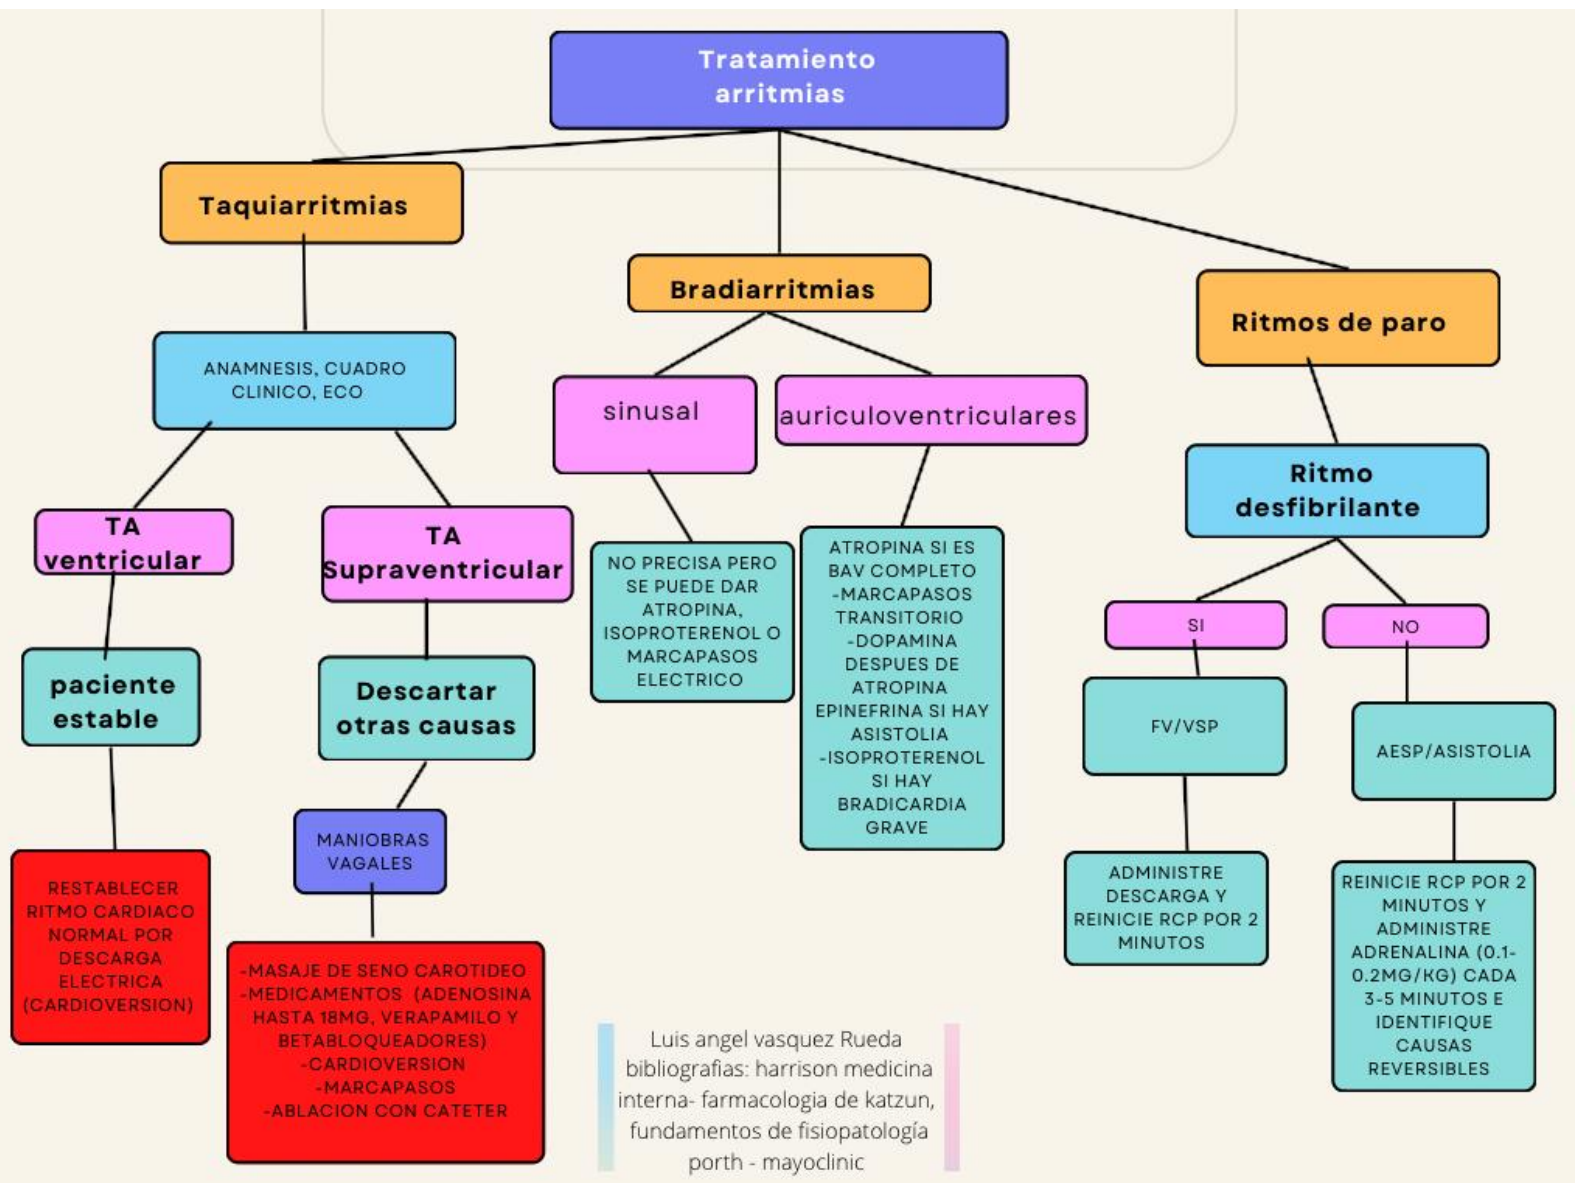 Tratamiento
arritmias
Taquiarritmias
ANAMNESIS, CUADRO
CLINICO, ECO
TA
ventricular
paciente
estable
RESTABLECER
RITMO CARDIACO
NORMAL POR
DESCARGA
ELECTRICA
(CARDIOVERSION)
TA
Supraventricular
Descartar
otras causas
MANIOBRAS
VAGALES
-MASAJE DE SENO CAROTIDEO
-MEDICAMENTOS (ADENOSINA
HASTA 18MG, VERAPAMILO Y
BETABLOQUEADORES)
-CARDIOVERSION
-MARCAPASOS
-ABLACION CON CATETER
Bradiarritmias
sinusal
NO PRECISA PERO
SE PUEDE DAR
ATROPINA,
ISOPROTERENOL O
MARCAPASOS
ELECTRICO
auriculoventriculares
ATROPINA SI ES
BAV COMPLETO
-MARCAPASOS
TRANSITORIO
-DOPAMINA
DESPUES DE
ATROPINA
EPINEFRINA SI HAY
ASISTOLIA
-ISOPROTERENOL
SI HAY
BRADICARDIA
GRAVE
Ritmos de paro
Ritmo
desfibrilante
SI
FV/VSP
ADMINISTRE
DESCARGA Y
REINICIE RCP POR 2
MINUTOS
NO
AESP/ASISTOLIA
REINICIE RCP POR 2
MINUTOS Y
ADMINISTRE
ADRENALINA (0.1-
0.2MG/KG) CADA
3-5 MINUTOS E
IDENTIFIQUE
CAUSAS
REVERSIBLES
Luis angel vasquez Rueda
bibliografias: harrison medicina
interna- farmacologia de katzun,
fundamentos de fisiopatología
porth - mayoclinic